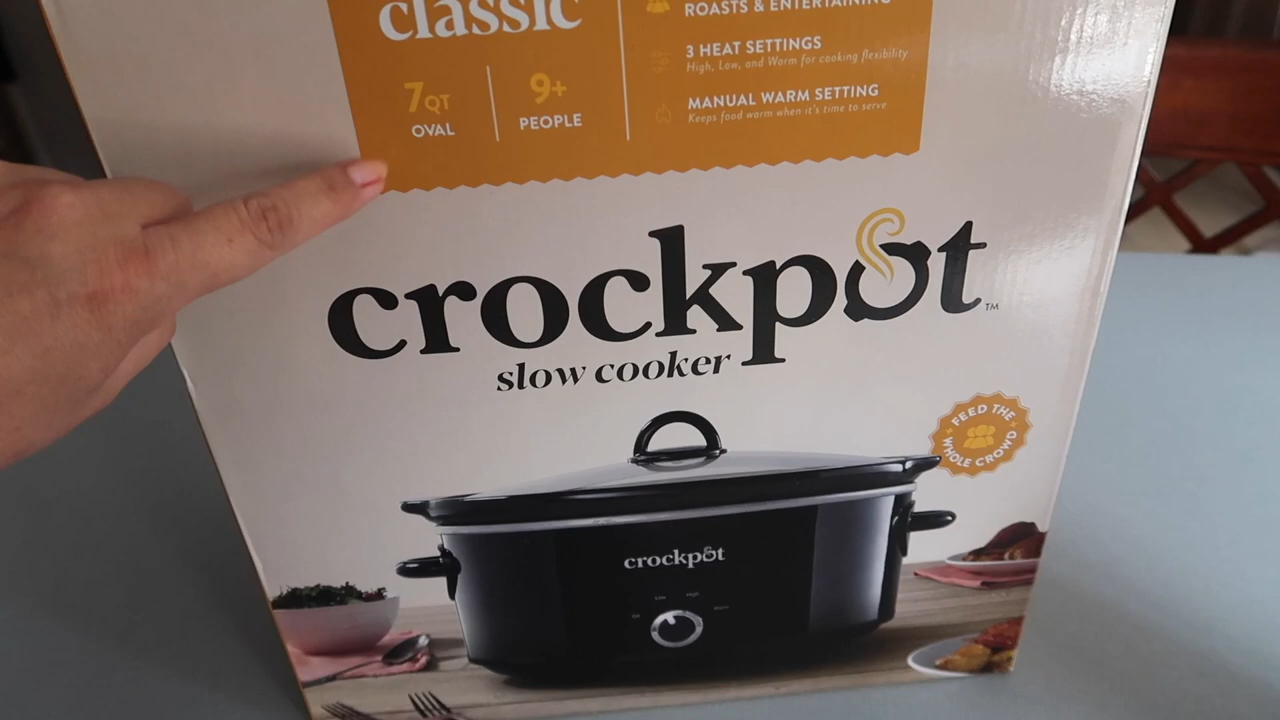 classic
7QT
OVAL
9+
PEOPLE
ROASTS & ENTERTAINING
3 HEAT SETTINGS
High, Low, and Warm for cooking flexibility
MANUAL WARM SETTING
Keeps food warm when it's time to serve
crockpot™
slow cooker
FEED THE
WHOLE CROWD
crockpot
Off
Low
High
Warm